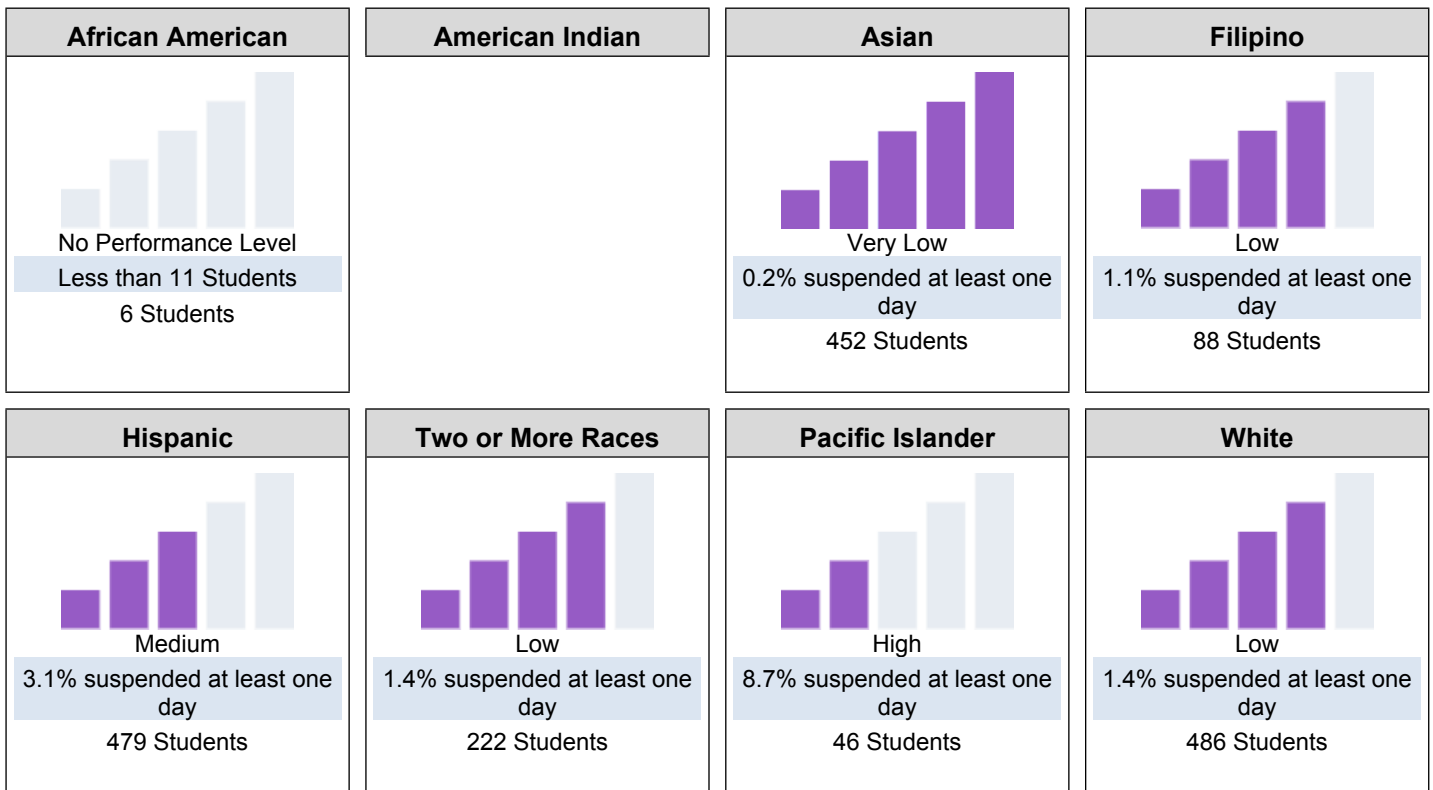 African American
No Performance Level
Less than 11 Students
6 Students
American Indian
Asian
Very Low
0.2% suspended at least one
day
452 Students
Filipino
Low
1.1% suspended at least one
day
88 Students
Hispanic
Medium
3.1% suspended at least one
day
479 Students
Two or More Races
Low
1.4% suspended at least one
day
222 Students
Pacific Islander
High
8.7% suspended at least one
day
46 Students
White
Low
1.4% suspended at least one
day
486 Students